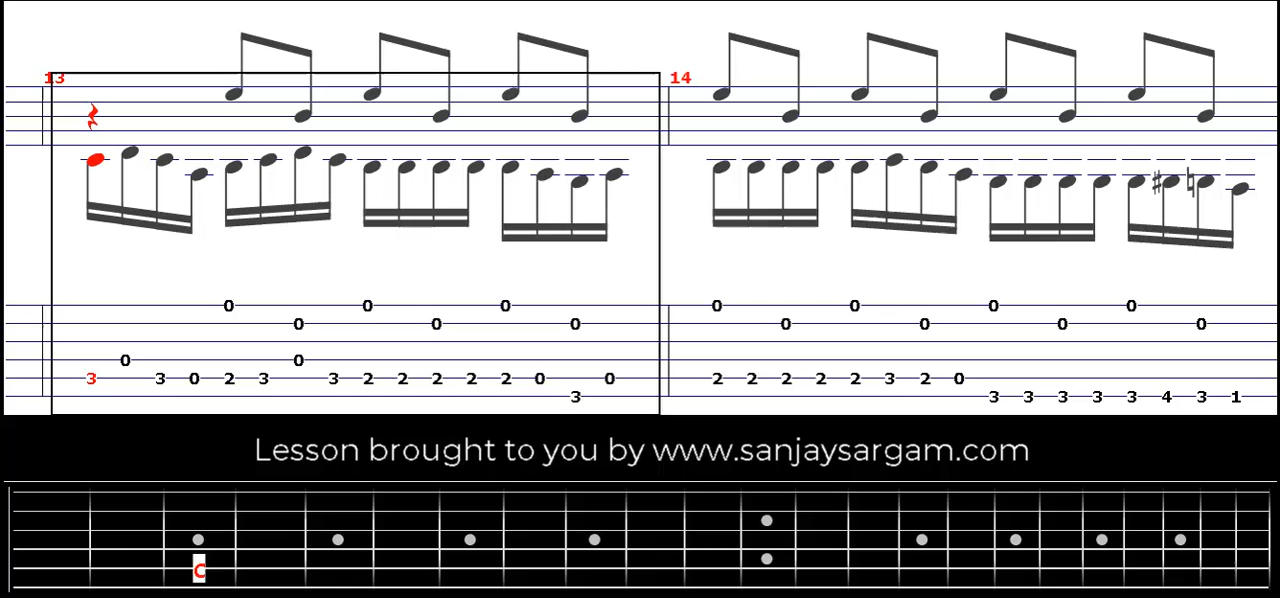 13 14
0 0 0 0 0 0 0
0 0 0 0 0 0 0
0 0
3 3 0 2 3 3 2 2 2 2 2 0 0 2 2 2 2 2 3 2 0
3 3 3 3 3 3 4 3 1
Lesson brought to you by www.sanjaysargam.com
C